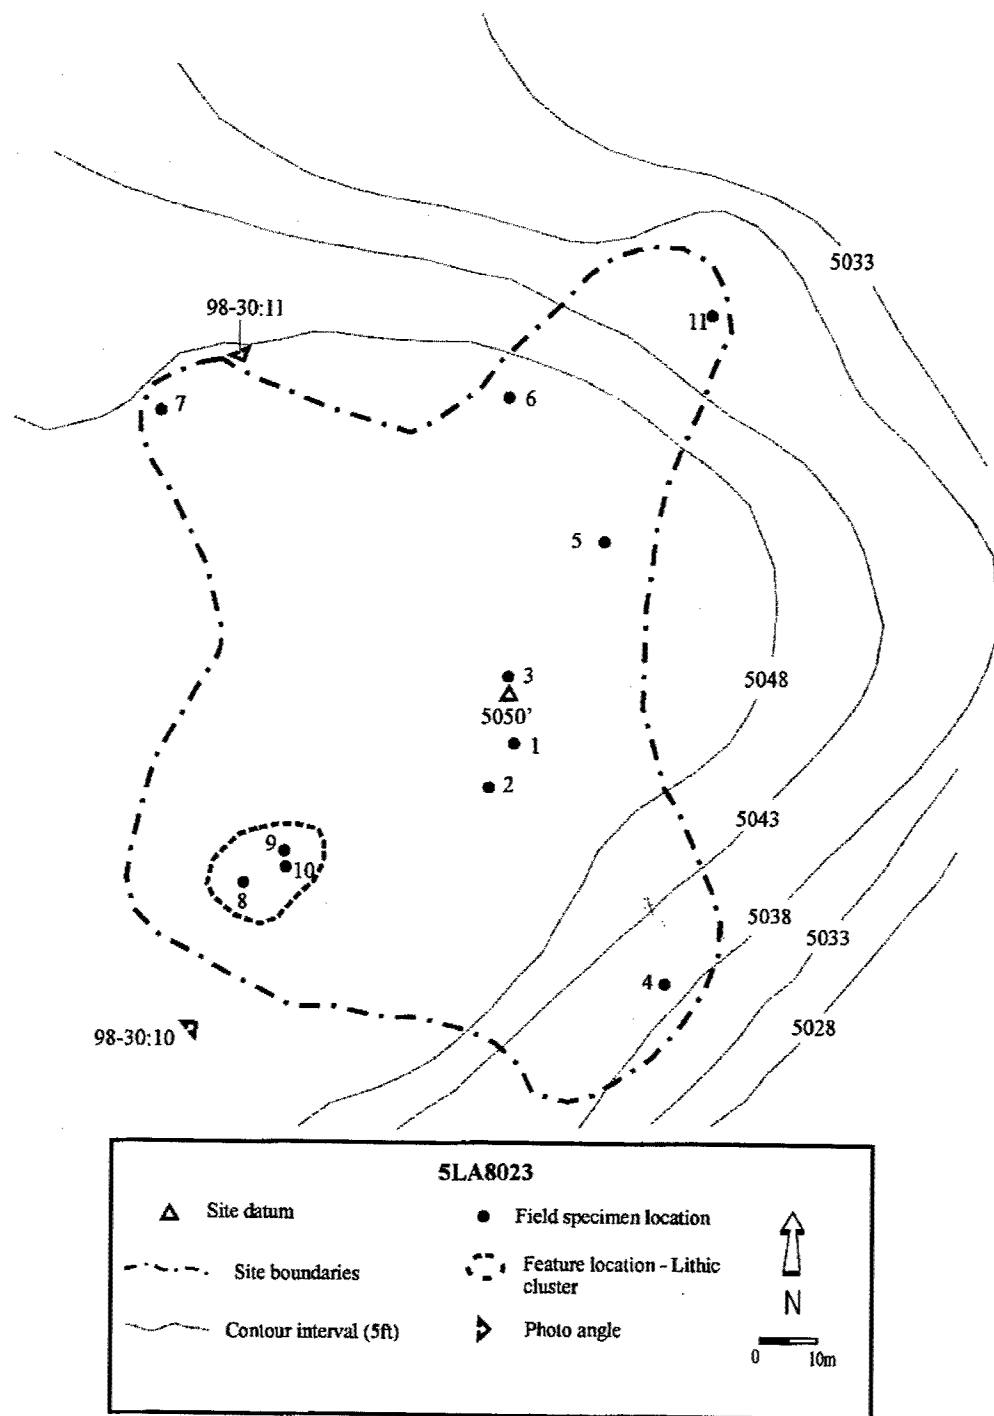 5033
98-30:11
11
7
6
5
3
5048
5050'
1
2
5043
9
10
8
5038
5033
4
5028
98-30:10
5LA8023
Site datum
Field specimen location
Site boundaries
Feature location - Lithic
cluster
Contour interval (5ft)
Photo angle
N
0 10m